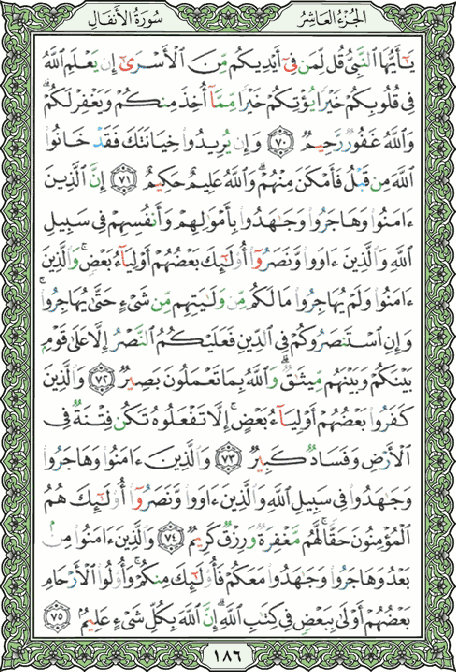 سُورَةُ الأَنفَال الجُزءُ العَاشِرُ
يَٰٓأَيُّهَا ٱلنَّبِيُّ قُل لِّمَن فِىٓ أَيۡدِيكُم مِّنَ ٱلۡأَسۡرَىٰٓ إِن يَعۡلَمِ ٱللَّهُ
فِى قُلُوبِكُمۡ خَيۡرٗا يُؤۡتِكُمۡ خَيۡرٗا مِّمَّآ أُخِذَ مِنكُمۡ وَيَغۡفِرۡ لَكُمۡۚ
وَٱللَّهُ غَفُورٞ رَّحِيمٞ ٧٠ وَإِن يُرِيدُواْ خِيَانَتَكَ فَقَدۡ خَانُواْ
ٱللَّهَ مِن قَبۡلُ فَأَمۡكَنَ مِنۡهُمۡۗ وَٱللَّهُ عَلِيمٌ حَكِيمٌ ٧١ إِنَّ ٱلَّذِينَ
ءَامَنُواْ وَهَاجَرُواْ وَجَٰهَدُواْ بِأَمۡوَٰلِهِمۡ وَأَنفُسِهِمۡ فِى سَبِيلِ
ٱللَّهِ وَٱلَّذِينَ ءَاوَواْ وَّنَصَرُوٓاْ أُوْلَٰٓئِكَ بَعۡضُهُمۡ أَوۡلِيَآءُ بَعۡضٖۚ وَٱلَّذِينَ
ءَامَنُواْ وَلَمۡ يُهَاجِرُواْ مَا لَكُم مِّن وَلَٰيَتِهِم مِّن شَىۡءٍ حَتَّىٰ يُهَاجِرُواْۚ
وَإِنِ ٱسۡتَنصَرُوكُمۡ فِى ٱلدِّينِ فَعَلَيۡكُمُ ٱلنَّصۡرُ إِلَّا عَلَىٰ قَوۡمِۭ
بَيۡنَكُمۡ وَبَيۡنَهُم مِّيثَٰقٞۗ وَٱللَّهُ بِمَا تَعۡمَلُونَ بَصِيرٞ ٧٢ وَٱلَّذِينَ
كَفَرُواْ بَعۡضُهُمۡ أَوۡلِيَآءُ بَعۡضٍۚ إِلَّا تَفۡعَلُوهُ تَكُن فِتۡنَةٞ فِى
ٱلۡأَرۡضِ وَفَسَادٞ كَبِيرٞ ٧٣ وَٱلَّذِينَ ءَامَنُواْ وَهَاجَرُواْ
وَجَٰهَدُواْ فِى سَبِيلِ ٱللَّهِ وَٱلَّذِينَ ءَاوَواْ وَّنَصَرُوٓاْ أُوْلَٰٓئِكَ هُمُ
ٱلۡمُؤۡمِنُونَ حَقّٗاۚ لَّهُم مَّغۡفِرَةٞ وَرِزۡقٞ كَرِيمٞ ٧٤ وَٱلَّذِينَ ءَامَنُواْ مِنۢ
بَعۡدُ وَهَاجَرُواْ وَجَٰهَدُواْ مَعَكُمۡ فَأُوْلَٰٓئِكَ مِنكُمۡۚ وَأُوْلُواْ ٱلۡأَرۡحَامِ
بَعۡضُهُمۡ أَوۡلَىٰ بِبَعۡضٖ فِى كِتَٰبِ ٱللَّهِۚ إِنَّ ٱللَّهَ بِكُلِّ شَىۡءٍ عَلِيمُۢ ٧٥
١٨٦